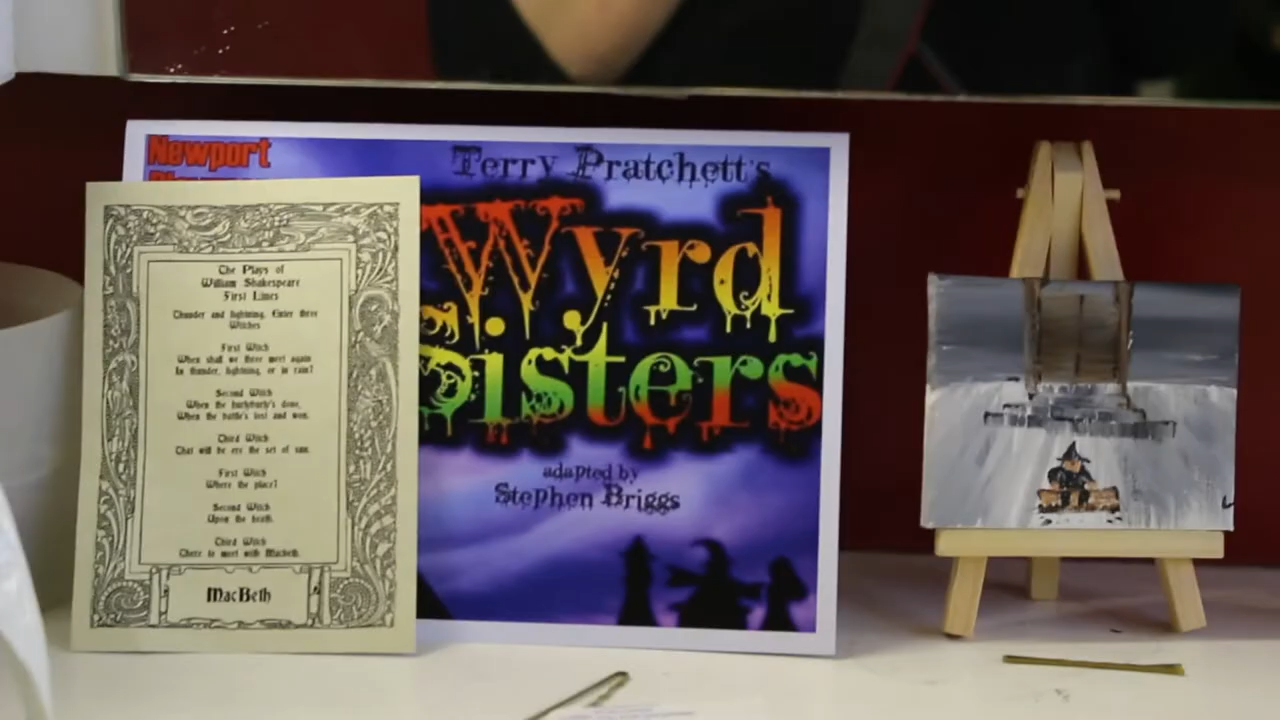 Newport
Terry Pratchett's
Wyrd
Sisters
adapted by
Stephen Briggs
The Plays of
William Shakespeare
First Lines
Thunder and lightning. Enter three
Witches
First Witch
When shall we three meet again
In thunder, lightning, or in rain?
Second Witch
When the hurlyburly's done,
When the battle's lost and won.
Third Witch
That will be ere the set of sun.
First Witch
Where the place?
Second Witch
Upon the heath.
Third Witch
There to meet with Macbeth.
MacBeth